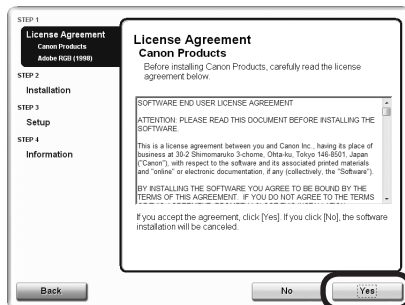 STEP 1
License Agreement
Canon Products
Adobe RGB (1998)
STEP 2
Installation
STEP 3
Setup
STEP 4
Information
License Agreement
Canon Products
Before installing Canon Products, carefully read the license
agreement below.
SOFTWARE END USER LICENSE AGREEMENT
ATTENTION: PLEASE READ THIS DOCUMENT BEFORE INSTALLING THE
SOFTWARE.
This is a license agreement between you and Canon Inc., having its place of
business at 30-2 Shimomaruko 3-chome, Ohta-ku, Tokyo 146-8501, Japan
("Canon"), with respect to the software and its associated printed materials
and "online" or electronic documentation, if any (collectively, the "Software").
BY INSTALLING THE SOFTWARE YOU AGREE TO BE BOUND BY THE
TERMS OF THIS AGREEMENT. IF YOU DO NOT AGREE TO THE TERMS
If you accept the agreement, click [Yes]. If you click [No], the software
installation will be canceled.
Back
No
Yes